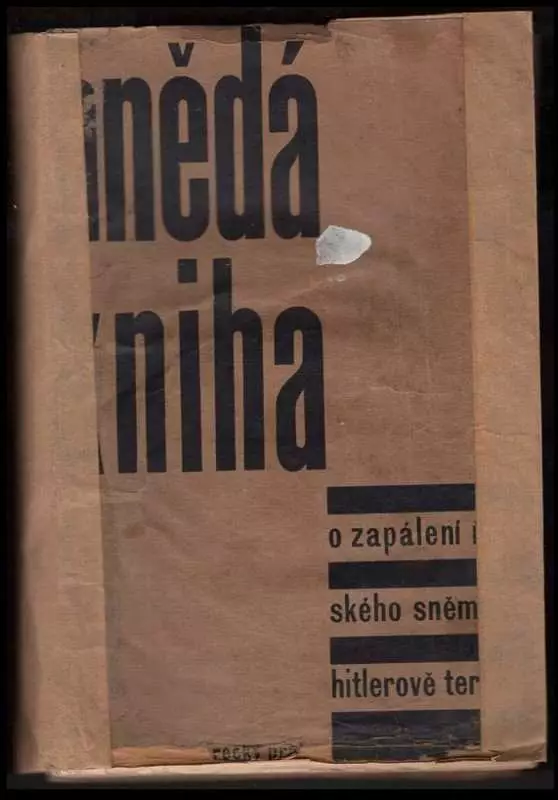 nědá
kniha
o zapálení ř
ského sněm
hitlerově ter